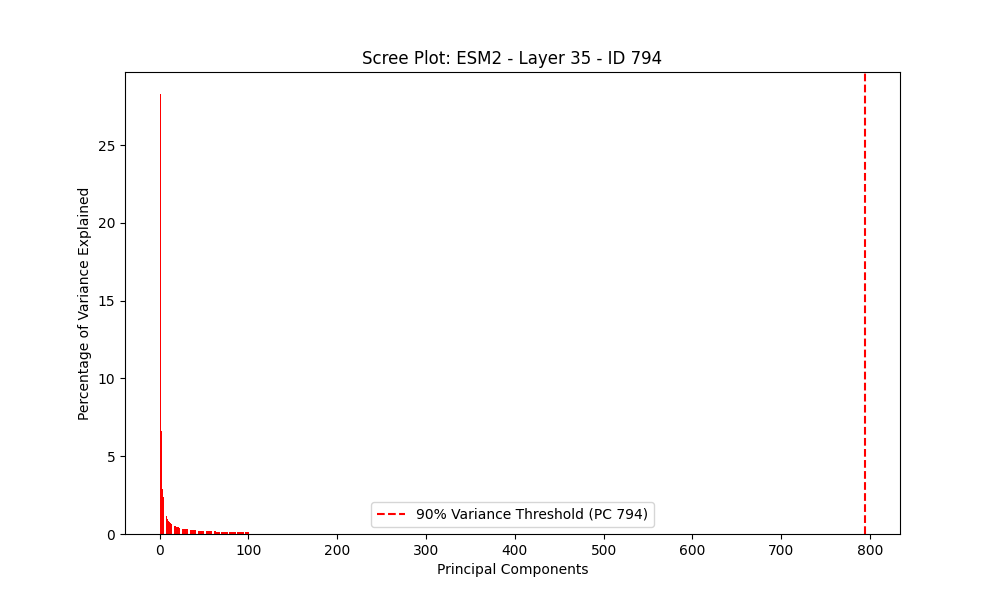 Scree Plot: ESM2 - Layer 35 - ID 794
Percentage of Variance Explained
25
20
15
10
5
0
90% Variance Threshold (PC 794)
0 100 200 300 400 500 600 700 800
Principal Components